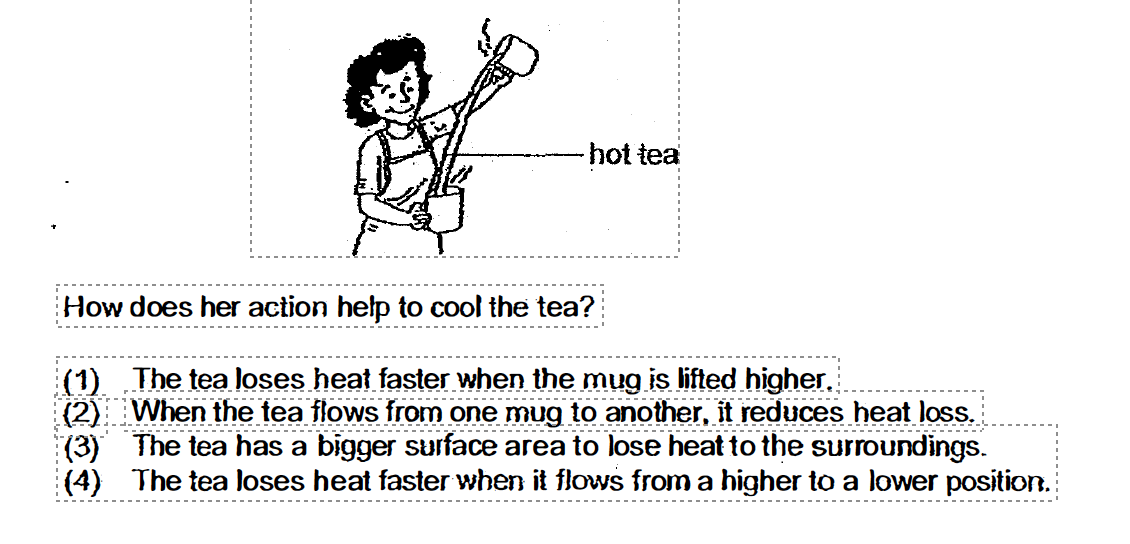 hot tea
How does her action help to cool the tea?
(1) The tea loses heat faster when the mug is lifted higher.
(2) When the tea flows from one mug to another, it reduces heat loss.
(3) The tea has a bigger surface area to lose heat to the surroundings.
(4) The tea loses heat faster when it flows from a higher to a lower position.